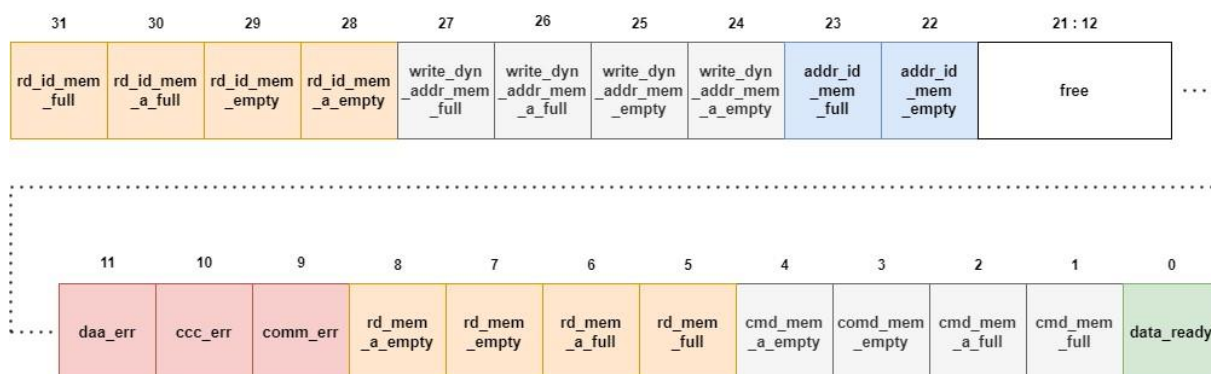 31 30 29 28 27 26 25 24 23 22 21 : 12
rd_id_mem rd_id_mem rd_id_mem rd_id_mem write_dyn write_dyn write_dyn write_dyn addr_id addr_id
_full _a_full _empty _a_empty _addr_mem _addr_mem _addr_mem _addr_mem _mem _mem free
_full _a_full _empty _a_empty _full _empty
11 10 9 8 7 6 5 4 3 2 1 0
daa_err ccc_err comm_err rd_mem rd_mem rd_mem rd_mem cmd_mem comd_mem cmd_mem cmd_mem data_ready
_a_empty _empty _a_full _full _a_empty _empty _a_full _full